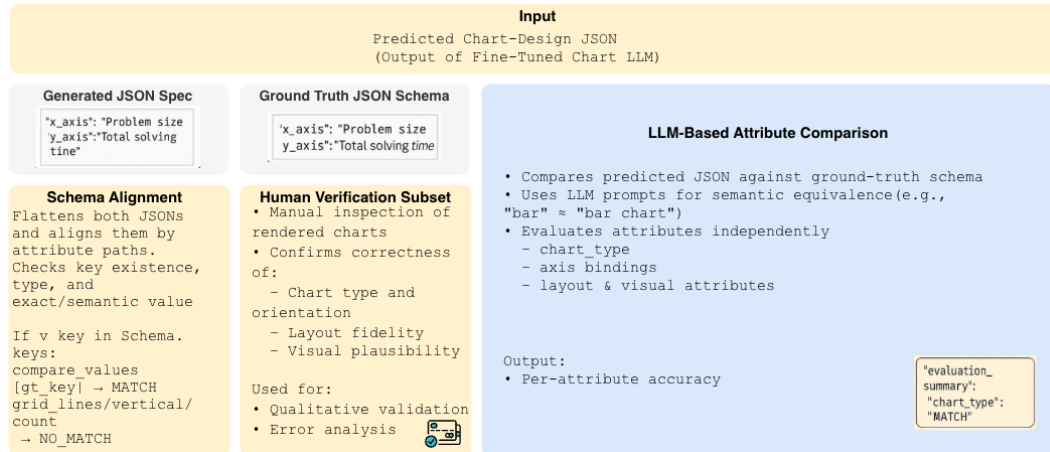 Input
Predicted Chart-Design JSON
(Output of Fine-Tuned Chart LLM)
Generated JSON Spec
"x_axis": "Problem size
'y_axis":"Total solving
tine"
Ground Truth JSON Schema
'x_axis": "Problem size
y_axis":"Total solving time
Schema Alignment
Flattens both JSONs
and aligns them by
attribute paths.
Checks key existence,
type, and
exact/semantic value
If v key in Schema.
keys:
compare_values
[gt_key| → MATCH
grid_lines/vertical/
count
→ NO_MATCH
Human Verification Subset
• Manual inspection of
rendered charts
• Confirms correctness
of:
– Chart type and
orientation
– Layout fidelity
– Visual plausibility
Used for:
• Qualitative validation
• Error analysis
LLM-Based Attribute Comparison
• Compares predicted JSON against ground-truth schema
• Uses LLM prompts for semantic equivalence(e.g.,
"bar" ≈ "bar chart")
• Evaluates attributes independently
– chart_type
– axis bindings
– layout & visual attributes
Output:
• Per-attribute accuracy
"evaluation_
summary":
"chart_type":
"MATCH"